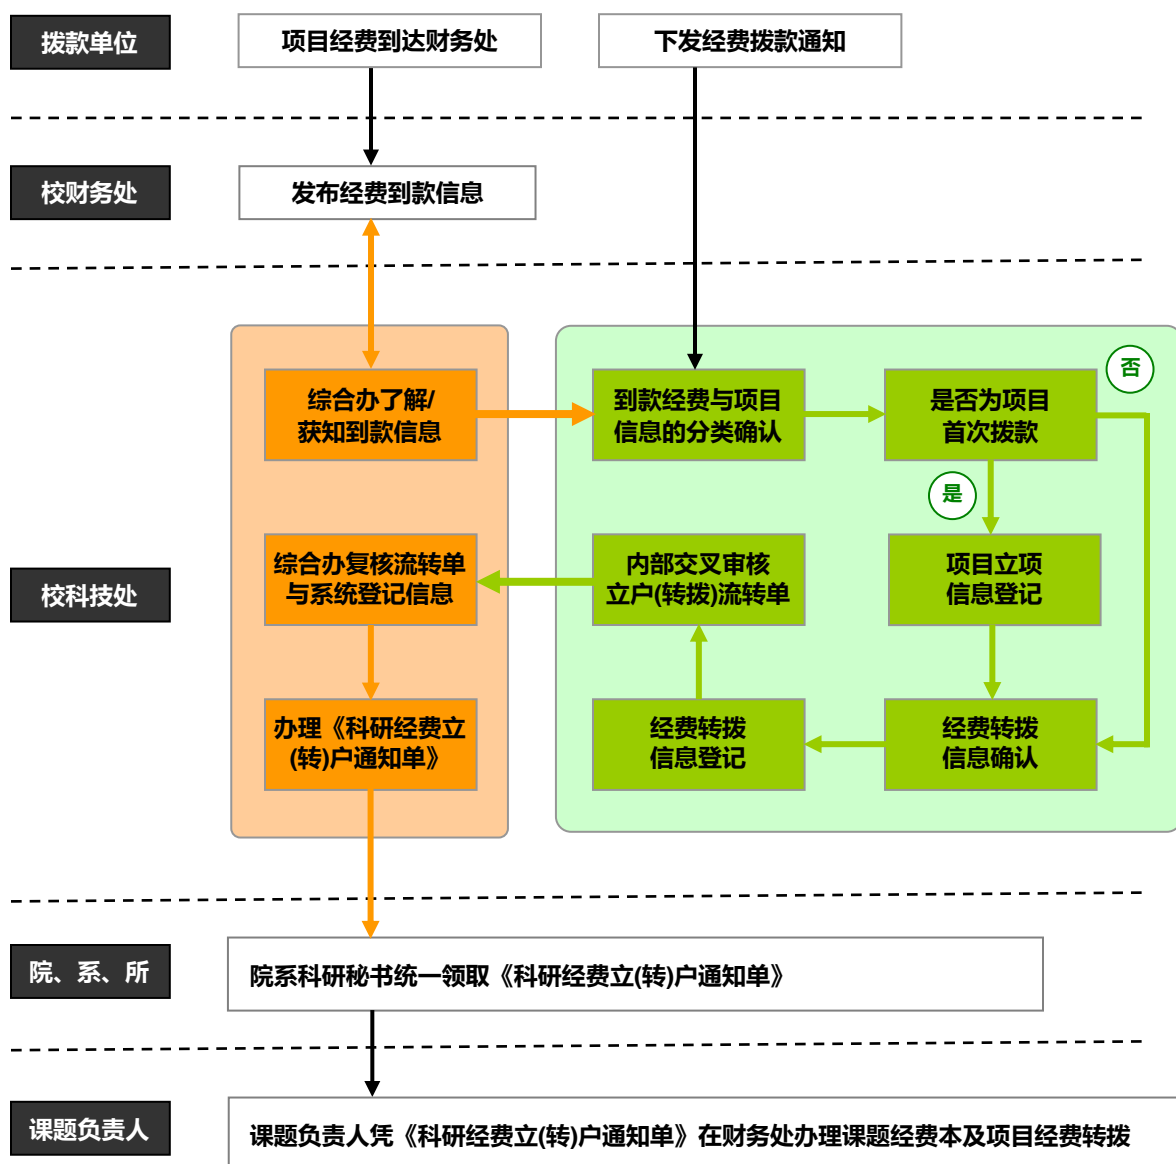 拨款单位
项目经费到达财务处
下发经费拨款通知
校财务处
发布经费到款信息
校科技处
综合办了解/
获知到款信息
到款经费与项目
信息的分类确认
是否为项目
首次拨款
否
是
综合办复核流转单
与系统登记信息
内部交叉审核
立户(转拨)流转单
项目立项
信息登记
办理《科研经费立
(转)户通知单》
经费转拨
信息登记
经费转拨
信息确认
院、系、所
院系科研秘书统一领取《科研经费立(转)户通知单》
课题负责人
课题负责人凭《科研经费立(转)户通知单》在财务处办理课题经费本及项目经费转拨